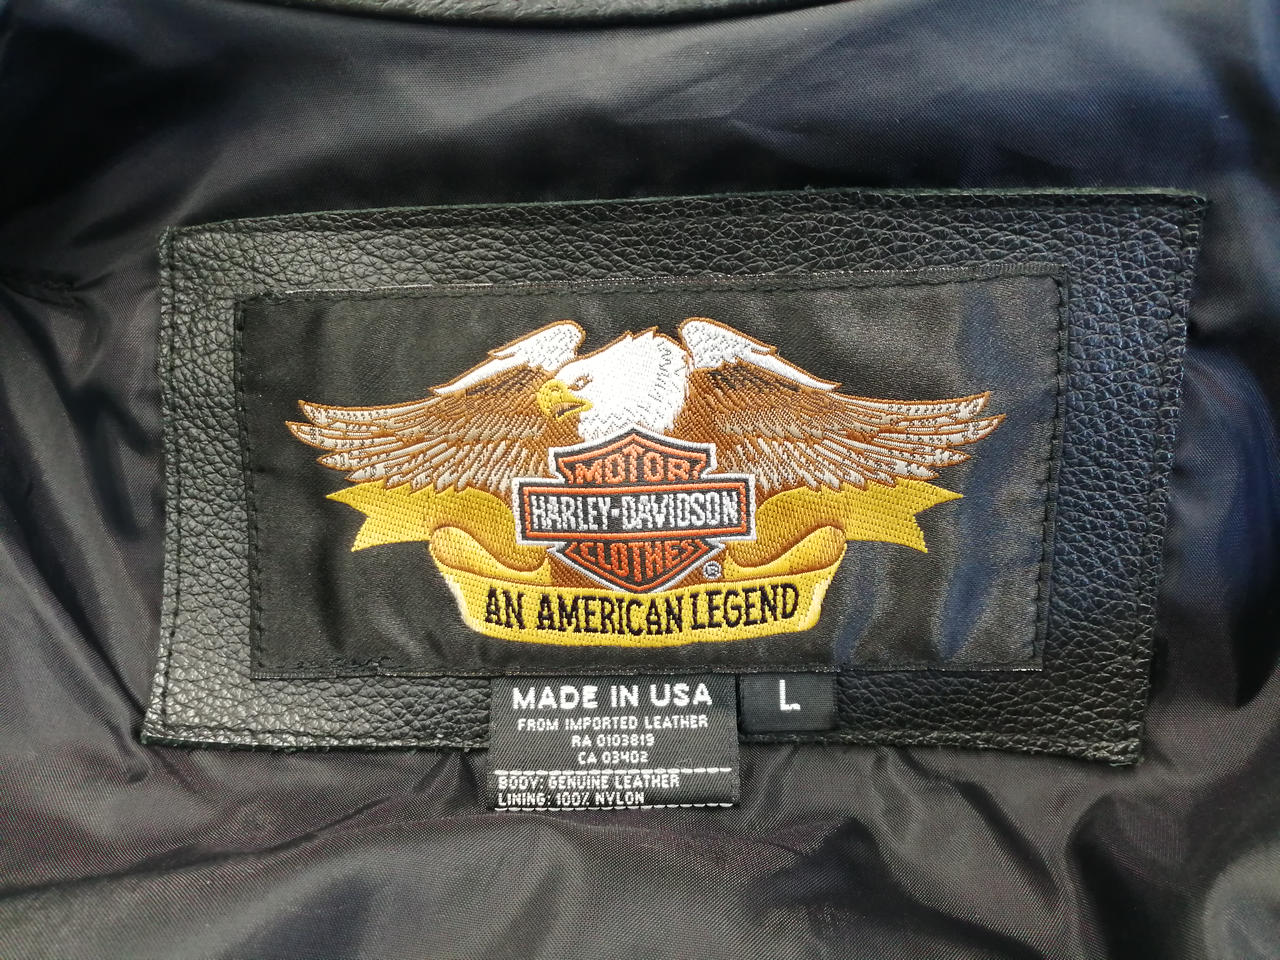 MOTOR
HARLEY-DAVIDSON
CLOTHES
®
AN AMERICAN LEGEND
MADE IN USA
FROM IMPORTED LEATHER
RA 0103819
CA 03402
BODY: GENUINE LEATHER
LINING: 100% NYLON
L